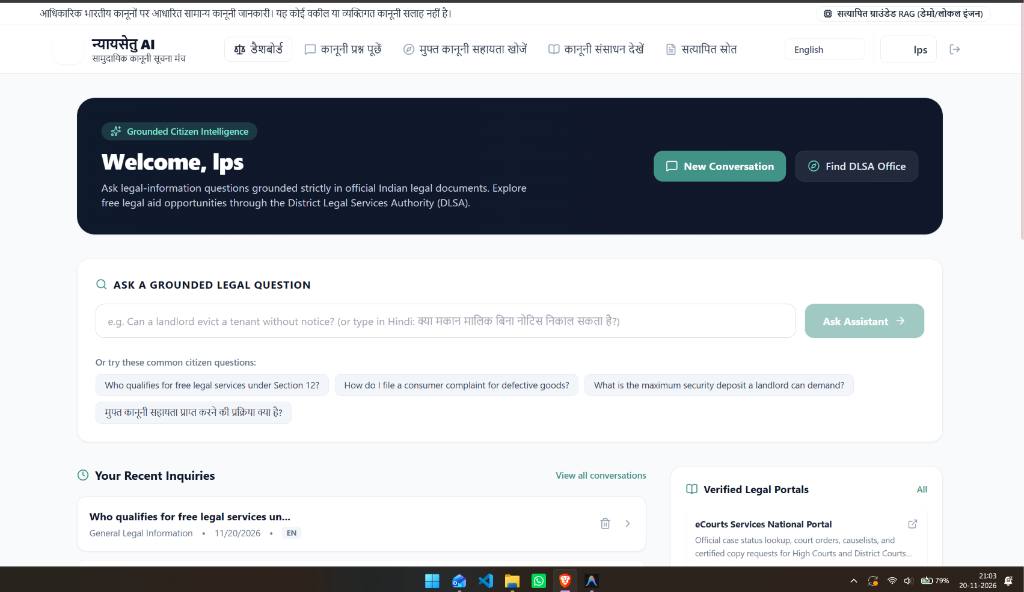 आधिकारिक भारतीय कानूनों पर आधारित सामान्य कानूनी जानकारी। यह कोई वकील या व्यक्तिगत कानूनी सलाह नहीं है।
सत्यापित ग्राउंडेड RAG (डेमो/लोकल इंजन)
न्यायसेतु AI
सामुदायिक कानूनी सूचना मंच
डैशबोर्ड
कानूनी प्रश्न पूछें
मुफ्त कानूनी सहायता खोजें
कानूनी संसाधन देखें
सत्यापित स्रोत
English
lps
Grounded Citizen Intelligence
Welcome, lps
Ask legal-information questions grounded strictly in official Indian legal documents. Explore
free legal aid opportunities through the District Legal Services Authority (DLSA).
New Conversation
Find DLSA Office
ASK A GROUNDED LEGAL QUESTION
e.g. Can a landlord evict a tenant without notice? (or type in Hindi: क्या मकान मालिक बिना नोटिस निकाल सकता है?)
Ask Assistant
Or try these common citizen questions:
Who qualifies for free legal services under Section 12?
How do I file a consumer complaint for defective goods?
What is the maximum security deposit a landlord can demand?
मुफ्त कानूनी सहायता प्राप्त करने की प्रक्रिया क्या है?
Your Recent Inquiries
View all conversations
Who qualifies for free legal services un...
General Legal Information • 11/20/2026 • EN
Verified Legal Portals
All
eCourts Services National Portal
Official case status lookup, court orders, causelists, and
certified copy requests for High Courts and District Courts...
79%
21:03
20-11-2026